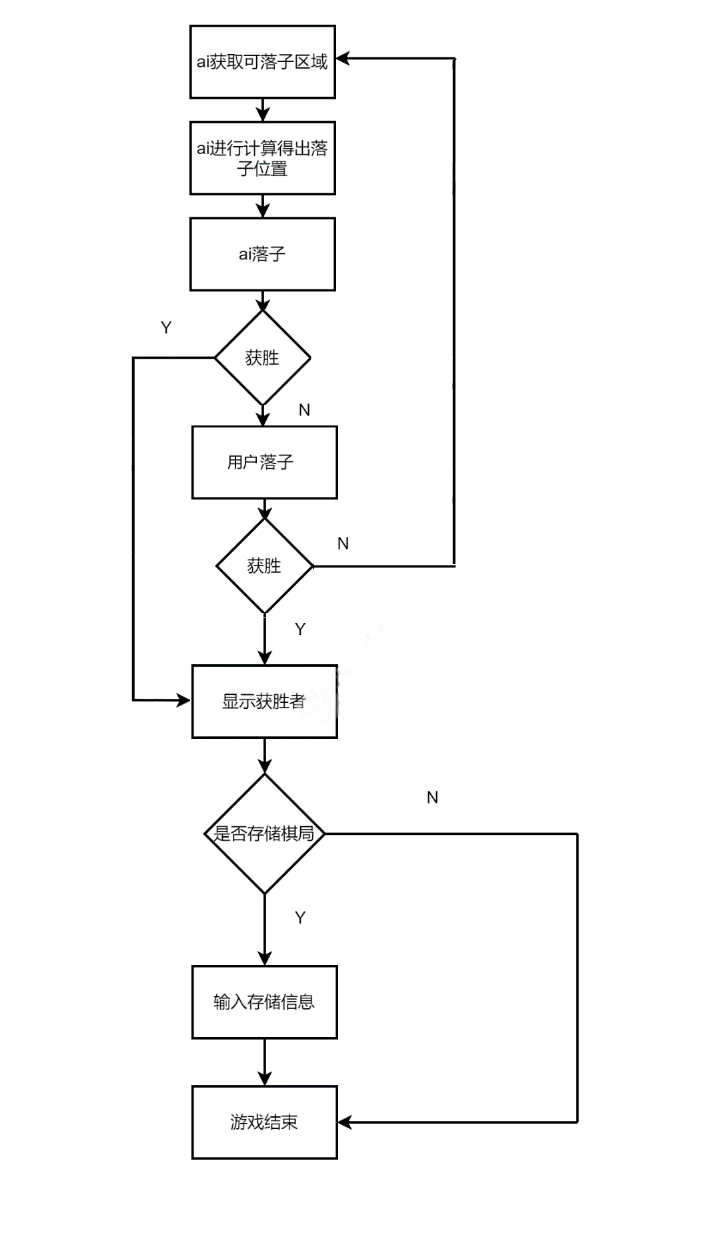 ai获取可落子区域
ai进行计算得出落
子位置
ai落子
Y
获胜
N
用户落子
N
获胜
Y
显示获胜者
N
是否存储棋局
Y
输入存储信息
游戏结束